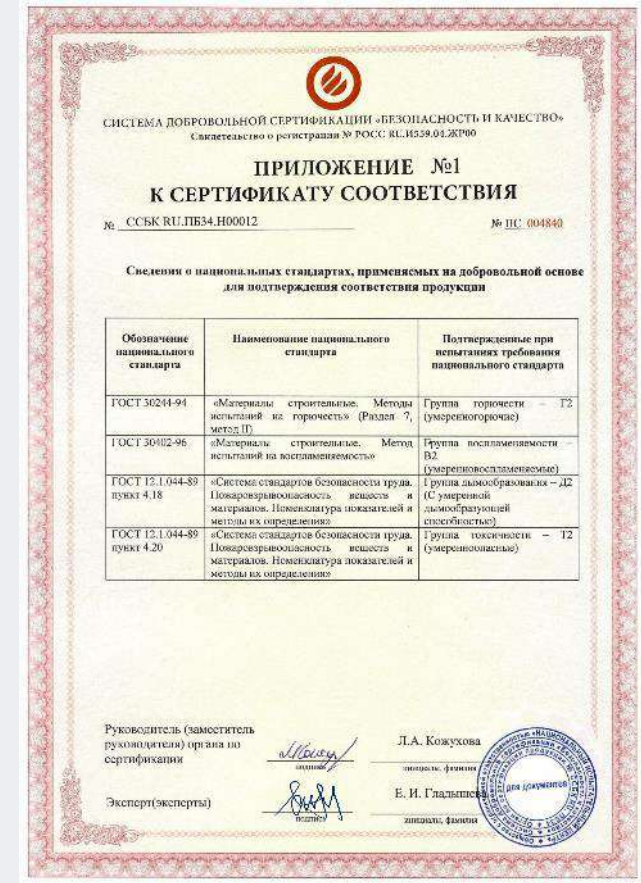 СИСТЕМА ДОБРОВОЛЬНОЙ СЕРТИФИКАЦИИ «БЕЗОПАСНОСТЬ И КАЧЕСТВО»
Свидетельство о регистрации № РОСС RU.И559.04.ЖР00
ПРИЛОЖЕНИЕ №1
К СЕРТИФИКАТУ СООТВЕТСТВИЯ
№ ССБК RU.ПБ34.Н00012
№ ПС 004840
Сведения о национальных стандартах, применяемых на добровольной основе
для подтверждения соответствия продукции
Обозначение
национального
стандарта
Наименование национального
стандарта
Подтвержденные при
испытаниях требования
национального стандарта
ГОСТ 30244-94
«Материалы строительные. Методы
испытаний на горючесть» (Раздел 7,
метод II)
Группа горючести – Г2
(умеренногорючие)
ГОСТ 30402-96
«Материалы строительные. Метод
испытаний на воспламеняемость»
Группа воспламеняемости –
В2
(умеренновоспламеняемые)
ГОСТ 12.1.044-89
пункт 4.18
«Система стандартов безопасности труда.
Пожаровзрывоопасность веществ и
материалов. Номенклатура показателей и
методы их определения»
Группа дымообразования – Д2
(С умеренной
дымообразующей
способностью)
ГОСТ 12.1.044-89
пункт 4.20
«Система стандартов безопасности труда.
Пожаровзрывоопасность веществ и
материалов. Номенклатура показателей и
методы их определения»
Группа токсичности – Т2
(умеренноопасные)
Руководитель (заместитель
руководителя) органа по
сертификации
подпись
Л.А. Кожухова
инициалы, фамилия
Эксперт(эксперты)
подпись
Е. И. Гладышева
инициалы, фамилия
для документов